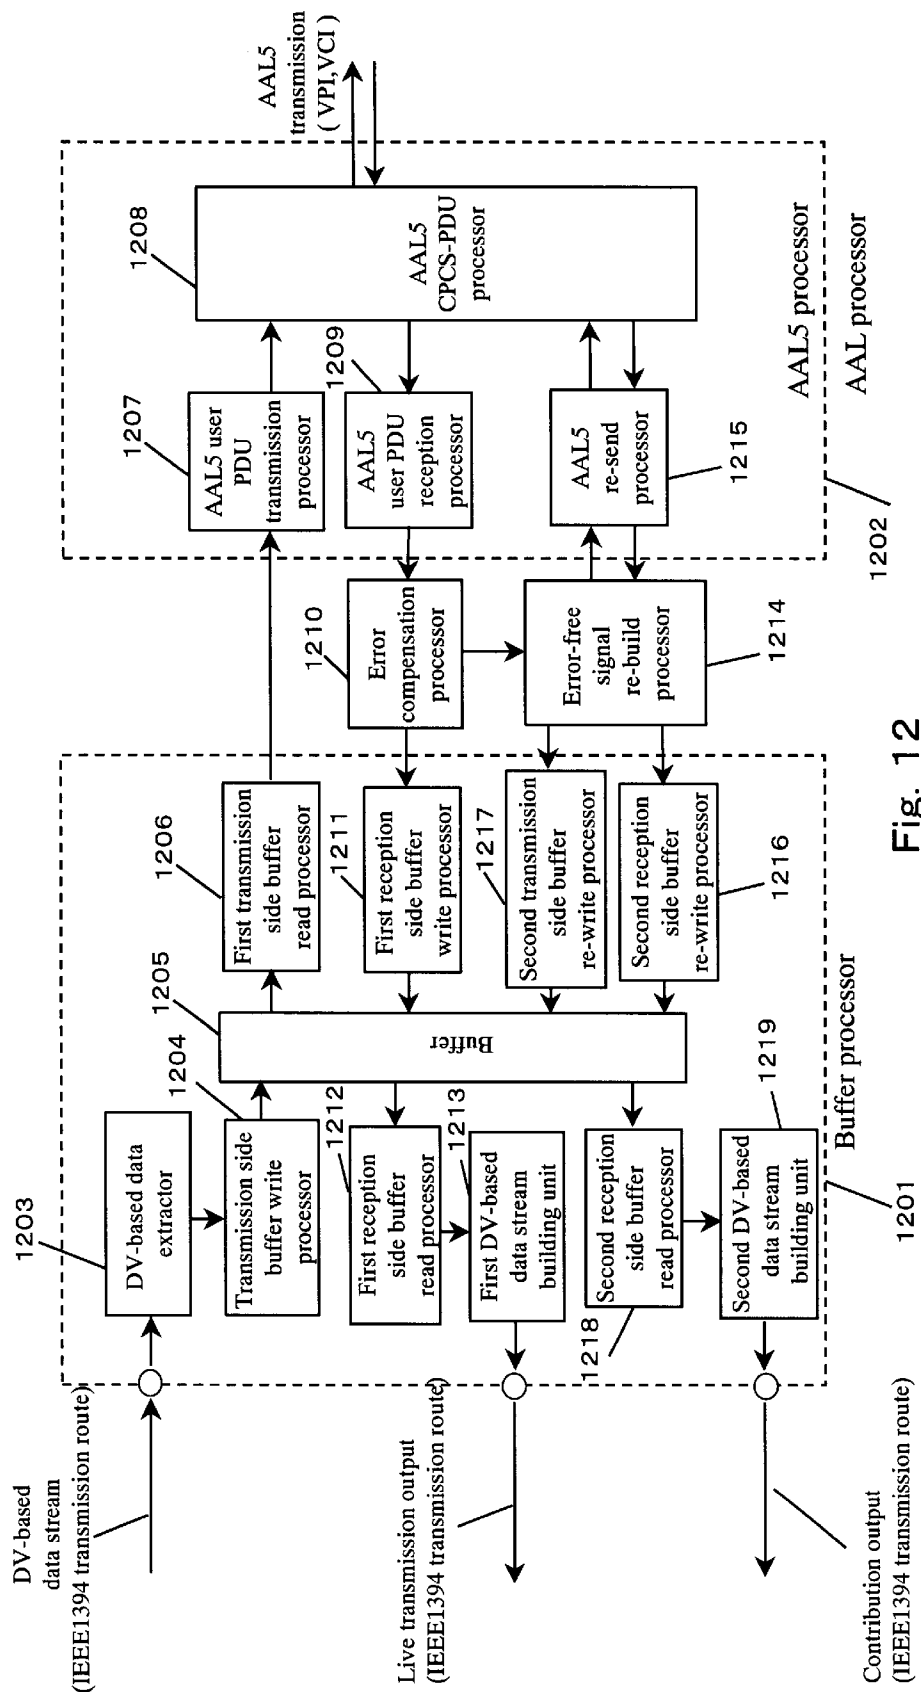 DV-based
data stream
(IEEE1394 transmission route)
1203
DV-based data
extractor
1204
Transmission side
buffer write
processor
1205
Buffer
1206
First transmission
side buffer
read processor
1207
AAL5 user
PDU
transmission
processor
1208
AAL5
CPCS-PDU
processor
AAL5
transmission
( VPI,VCI )
Live transmission output
(IEEE1394 transmission route)
1212
First reception
side buffer
read processor
1213
First DV-based
data stream
building unit
1211
First reception
side buffer
write processor
1210
Error
compensation
processor
1209
AAL5
user PDU
reception
processor
1217
Second transmission
side buffer
re-write processor
Second reception
side buffer
re-write processor
1216
Error-free
signal
re-build
processor
1214
AAL5
re-send
processor
1215
Second reception
side buffer
read processor
1218
1219
Second DV-based
data stream
building unit
Contribution output
(IEEE1394 transmission route)
1201
Buffer processor
1202
AAL5 processor
AAL processor
Fig. 12